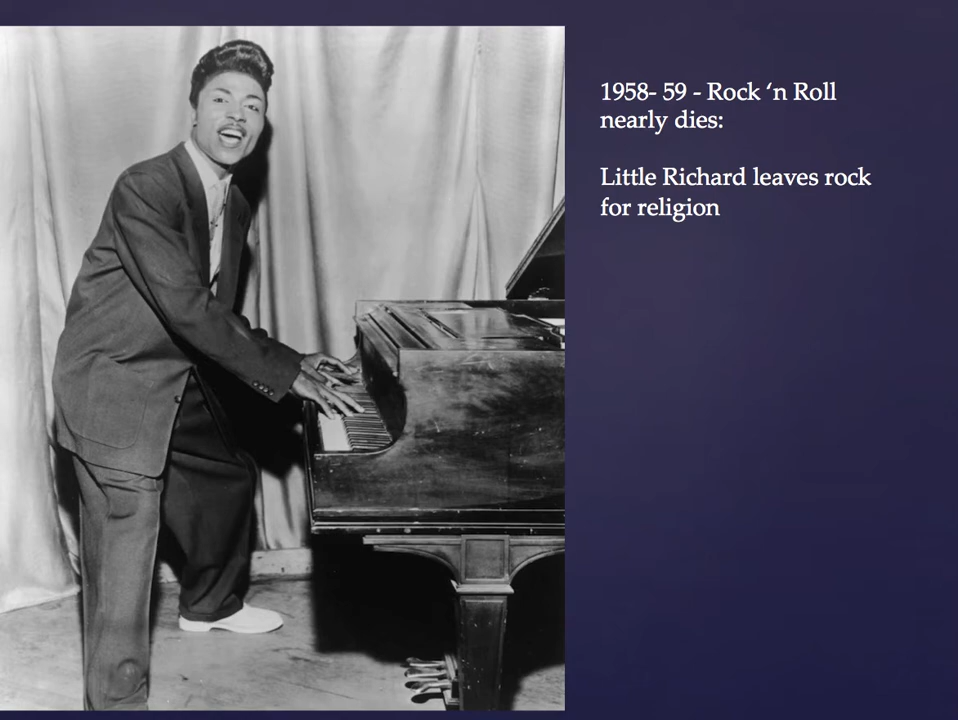 1958- 59 - Rock ‘n Roll
nearly dies:
Little Richard leaves rock
for religion